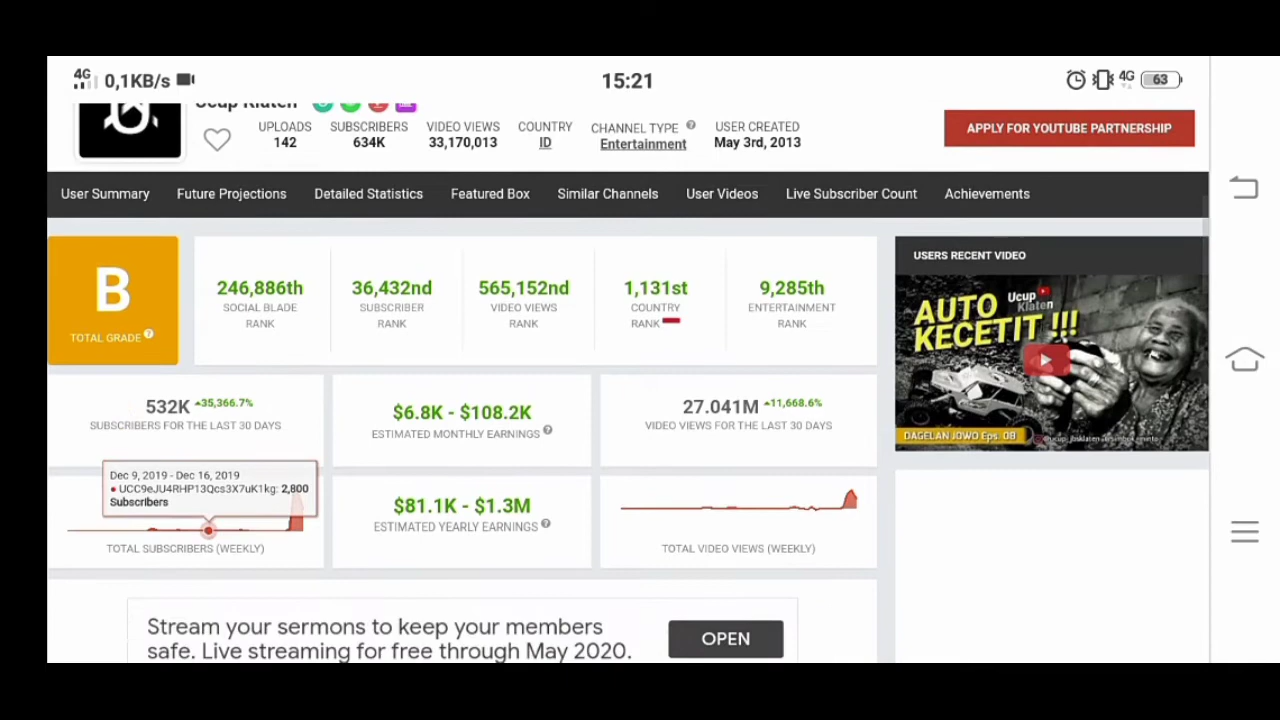 4G 0,1KB/s 15:21 4G 63
Ucup Klaten
UPLOADS SUBSCRIBERS VIDEO VIEWS COUNTRY CHANNEL TYPE USER CREATED
142 634K 33,170,013 ID Entertainment May 3rd, 2013
APPLY FOR YOUTUBE PARTNERSHIP
User Summary Future Projections Detailed Statistics Featured Box Similar Channels User Videos Live Subscriber Count Achievements
B
TOTAL GRADE
246,886th 36,432nd 565,152nd 1,131st 9,285th
SOCIAL BLADE SUBSCRIBER VIDEO VIEWS COUNTRY ENTERTAINMENT
RANK RANK RANK RANK RANK
USERS RECENT VIDEO
AUTO
KECETIT !!!
Ucup
Klaten
DAGELAN JOWO Eps. 08
532K 35,366.7%
SUBSCRIBERS FOR THE LAST 30 DAYS
$6.8K - $108.2K
ESTIMATED MONTHLY EARNINGS
27.041M 11,668.6%
VIDEO VIEWS FOR THE LAST 30 DAYS
Dec 9, 2019 - Dec 16, 2019
UCC9eJU4RHP13Qcs3X7uK1kg: 2,800
Subscribers
TOTAL SUBSCRIBERS (WEEKLY)
$81.1K - $1.3M
ESTIMATED YEARLY EARNINGS
TOTAL VIDEO VIEWS (WEEKLY)
Stream your sermons to keep your members
safe. Live streaming for free through May 2020.
OPEN